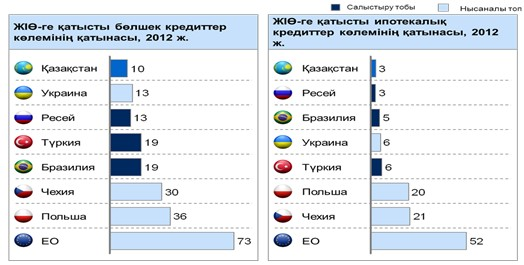 Салыстыру тобы Нысаналы топ
ЖІӨ-ге қатысты бөлшек кредиттер
көлемінің қатынасы, 2012 ж.
Қазақстан 10
Украина 13
Ресей 13
Түркия 19
Бразилия 19
Чехия 30
Польша 36
ЕО 73
ЖІӨ-ге қатысты ипотекалық
кредиттер көлемінің қатынасы, 2012
ж.
Қазақстан 3
Ресей 3
Бразилия 5
Украина 6
Түркия 6
Польша 20
Чехия 21
ЕО 52